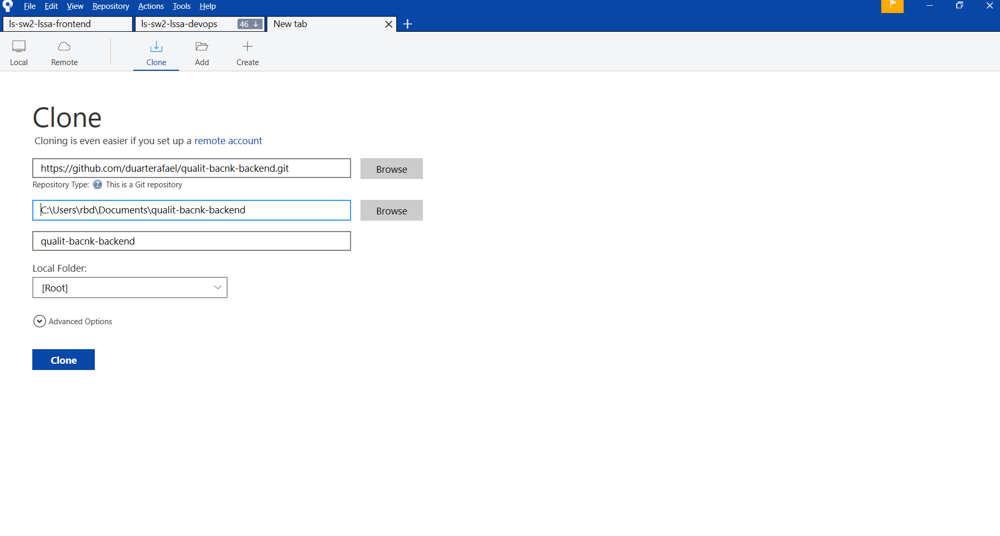 File Edit View Repository Actions Tools Help
ls-sw2-lssa-frontend ls-sw2-lssa-devops 46 ↓ New tab
Local Remote Clone Add Create
Clone
Cloning is even easier if you set up a remote account
https://github.com/duarterafael/qualit-bacnk-backend.git Browse
Repository Type: ? This is a Git repository
C:\Users\rbd\Documents\qualit-bacnk-backend Browse
qualit-bacnk-backend
Local Folder:
[Root]
Advanced Options
Clone